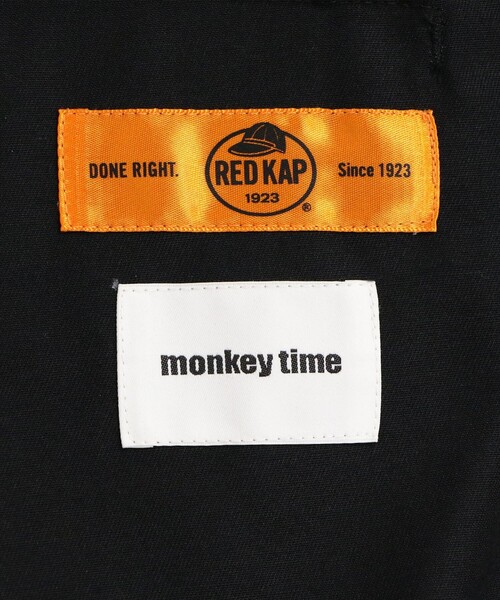 DONE RIGHT.
RED KAP
1923
®
Since 1923
monkey time